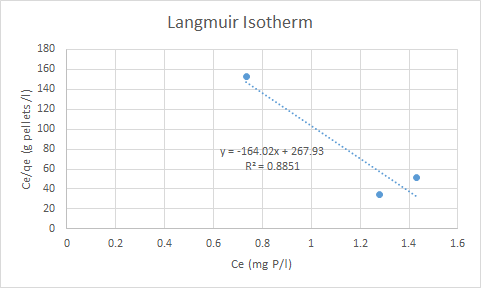 Langmuir Isotherm
180
160
140
120
100
80
60
40
20
0
Ce/qe (g pellets /l)
y = -164.02x + 267.93
R² = 0.8851
0 0.2 0.4 0.6 0.8 1 1.2 1.4 1.6
Ce (mg P/l)